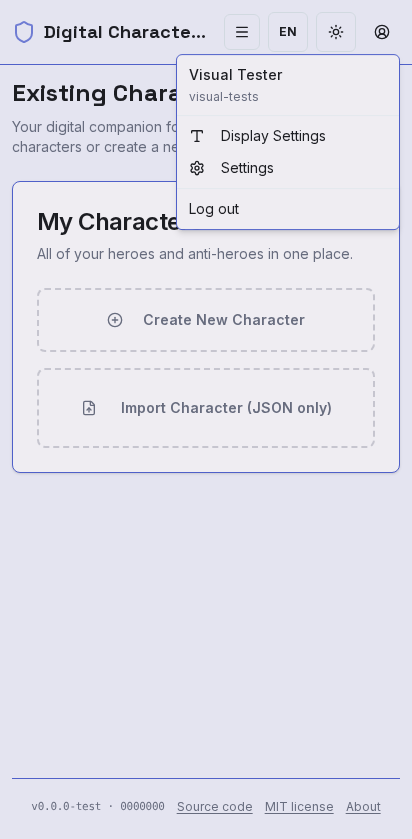 Digital Characte...
EN
Visual Tester
visual-tests
Display Settings
Settings
Log out
Existing Chara
Your digital companion fo
characters or create a ne
My Characte
All of your heroes and anti-heroes in one place.
Create New Character
Import Character (JSON only)
v0.0.0-test · 0000000 Source code MIT license About